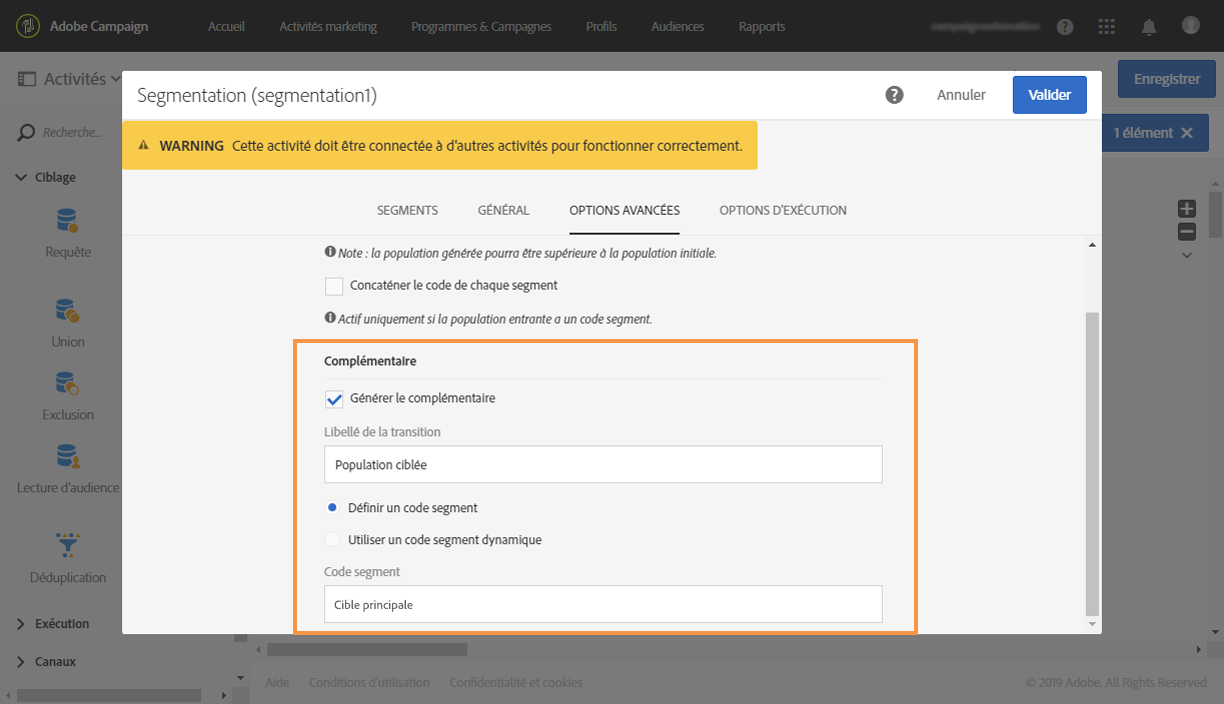 Adobe Campaign
Accueil
Activités marketing
Programmes & Campagnes
Profils
Audiences
Rapports
Activités
Enregistrer
Segmentation (segmentation1)
Annuler
Valider
Recherche...
WARNING Cette activité doit être connectée à d'autres activités pour fonctionner correctement.
1 élément
Ciblage
Requête
Union
Exclusion
Lecture d'audience
Déduplication
Exécution
Canaux
SEGMENTS
GÉNÉRAL
OPTIONS AVANCÉES
OPTIONS D'EXÉCUTION
Note : la population générée pourra être supérieure à la population initiale.
Concaténer le code de chaque segment
Actif uniquement si la population entrante a un code segment.
Complémentaire
Générer le complémentaire
Libellé de la transition
Population ciblée
Définir un code segment
Utiliser un code segment dynamique
Code segment
Cible principale
Aide
Conditions d'utilisation
Confidentialité et cookies
© 2019 Adobe. All Rights Reserved.